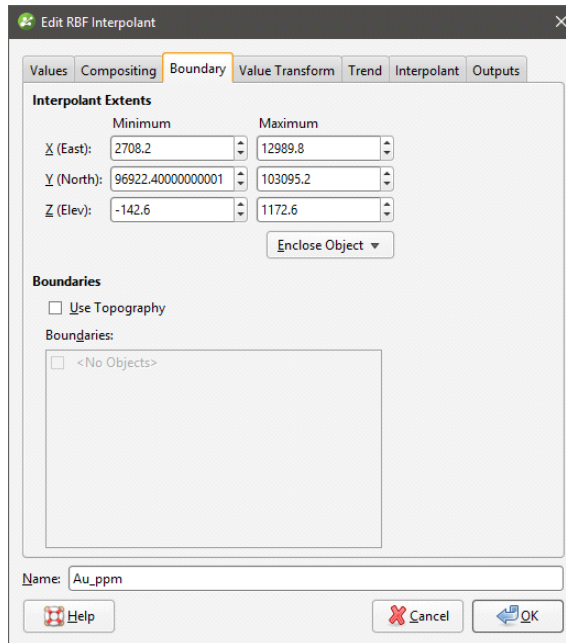 Edit RBF Interpolant
Values Compositing Boundary Value Transform Trend Interpolant Outputs
Interpolant Extents
Minimum Maximum
X (East): 2708.2 12989.8
Y (North): 96922.40000000001 103095.2
Z (Elev): -142.6 1172.6
Enclose Object
Boundaries
Use Topography
Boundaries:
<No Objects>
Name: Au_ppm
Help Cancel OK